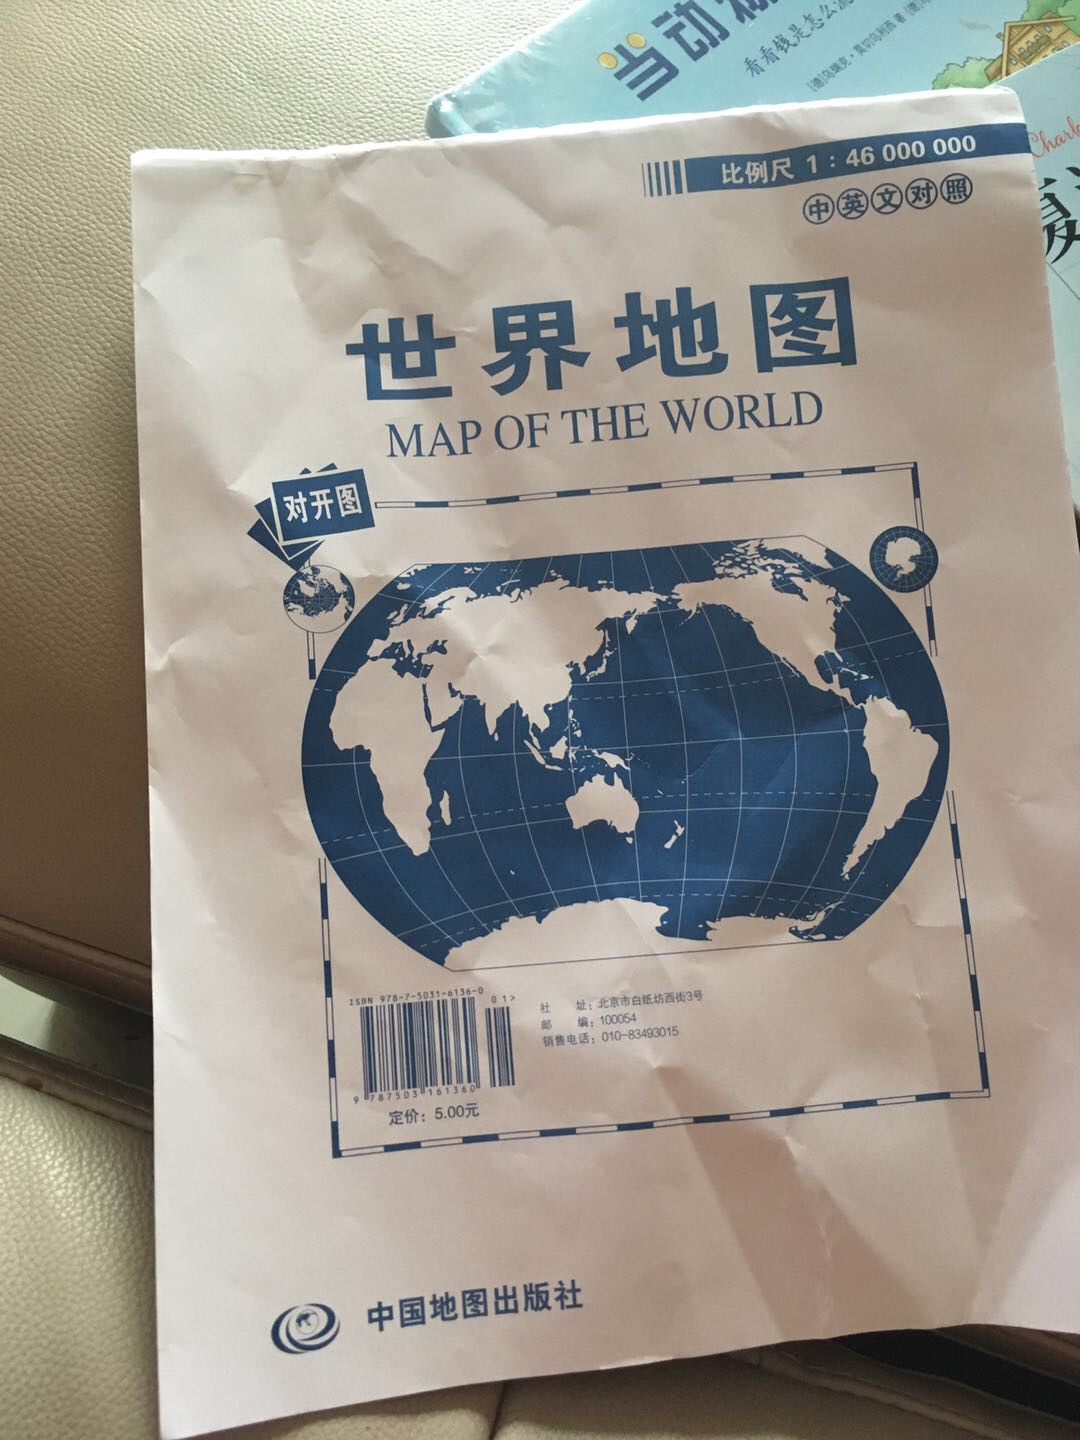 当动
看看钱是怎么
比例尺 1:46 000 000
中英文对照
世界地图
MAP OF THE WORLD
对开图
ISBN 978-7-5031-6136-0
01>
9 787503 161360
定价：5.00元
社 址：北京市白纸坊西街3号
邮 编：100054
销售电话：010-83493015
中国地图出版社